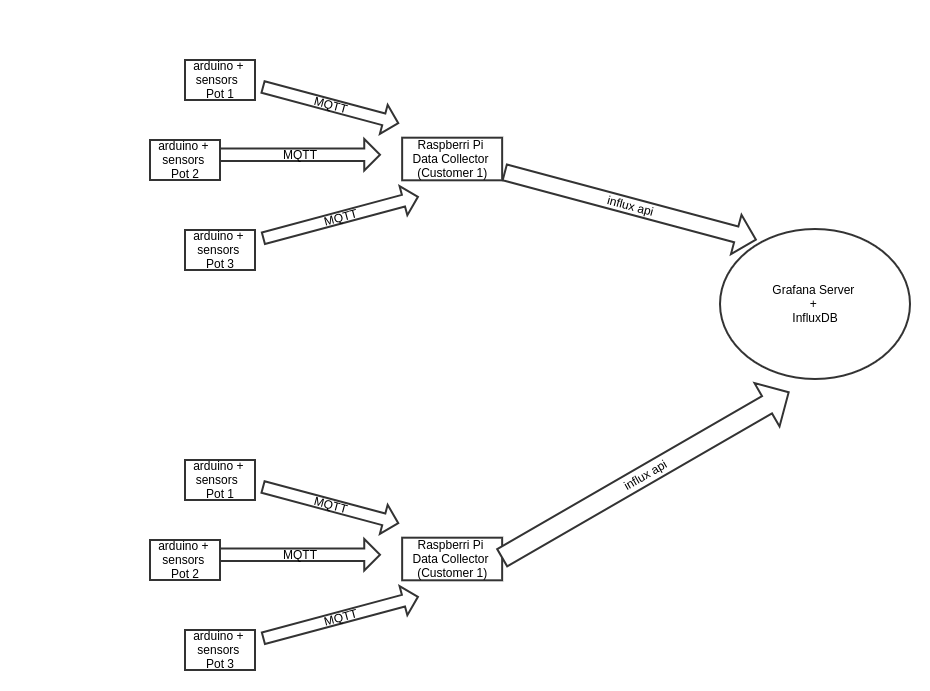 arduino +
sensors
Pot 1
MQTT
arduino +
sensors
Pot 2
MQTT
arduino +
sensors
Pot 3
MQTT
Raspberri Pi
Data Collector
(Customer 1)
influx api
Grafana Server
+
InfluxDB
arduino +
sensors
Pot 1
MQTT
arduino +
sensors
Pot 2
MQTT
arduino +
sensors
Pot 3
MQTT
Raspberri Pi
Data Collector
(Customer 1)
influx api